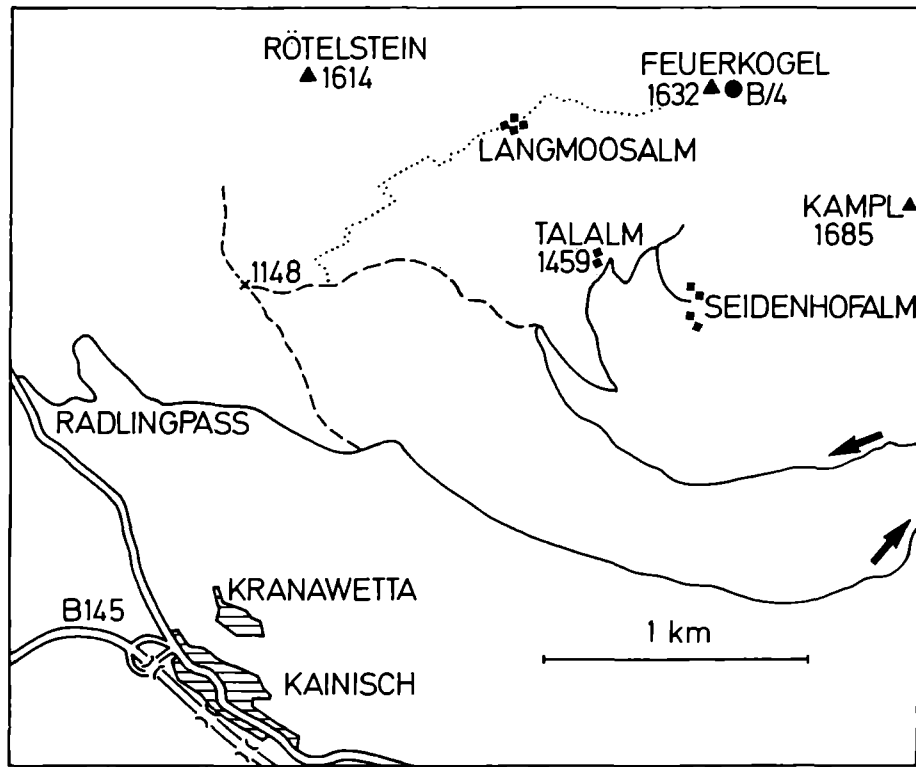 RÖTELSTEIN
1614
FEUERKOGEL
1632 B/4
LANGMOOSALM
KAMPL
1685
TALALM
1459
1148
SEIDENHOFALM
RADLINGPASS
KRANAWETTA
B145
1 km
KAINISCH